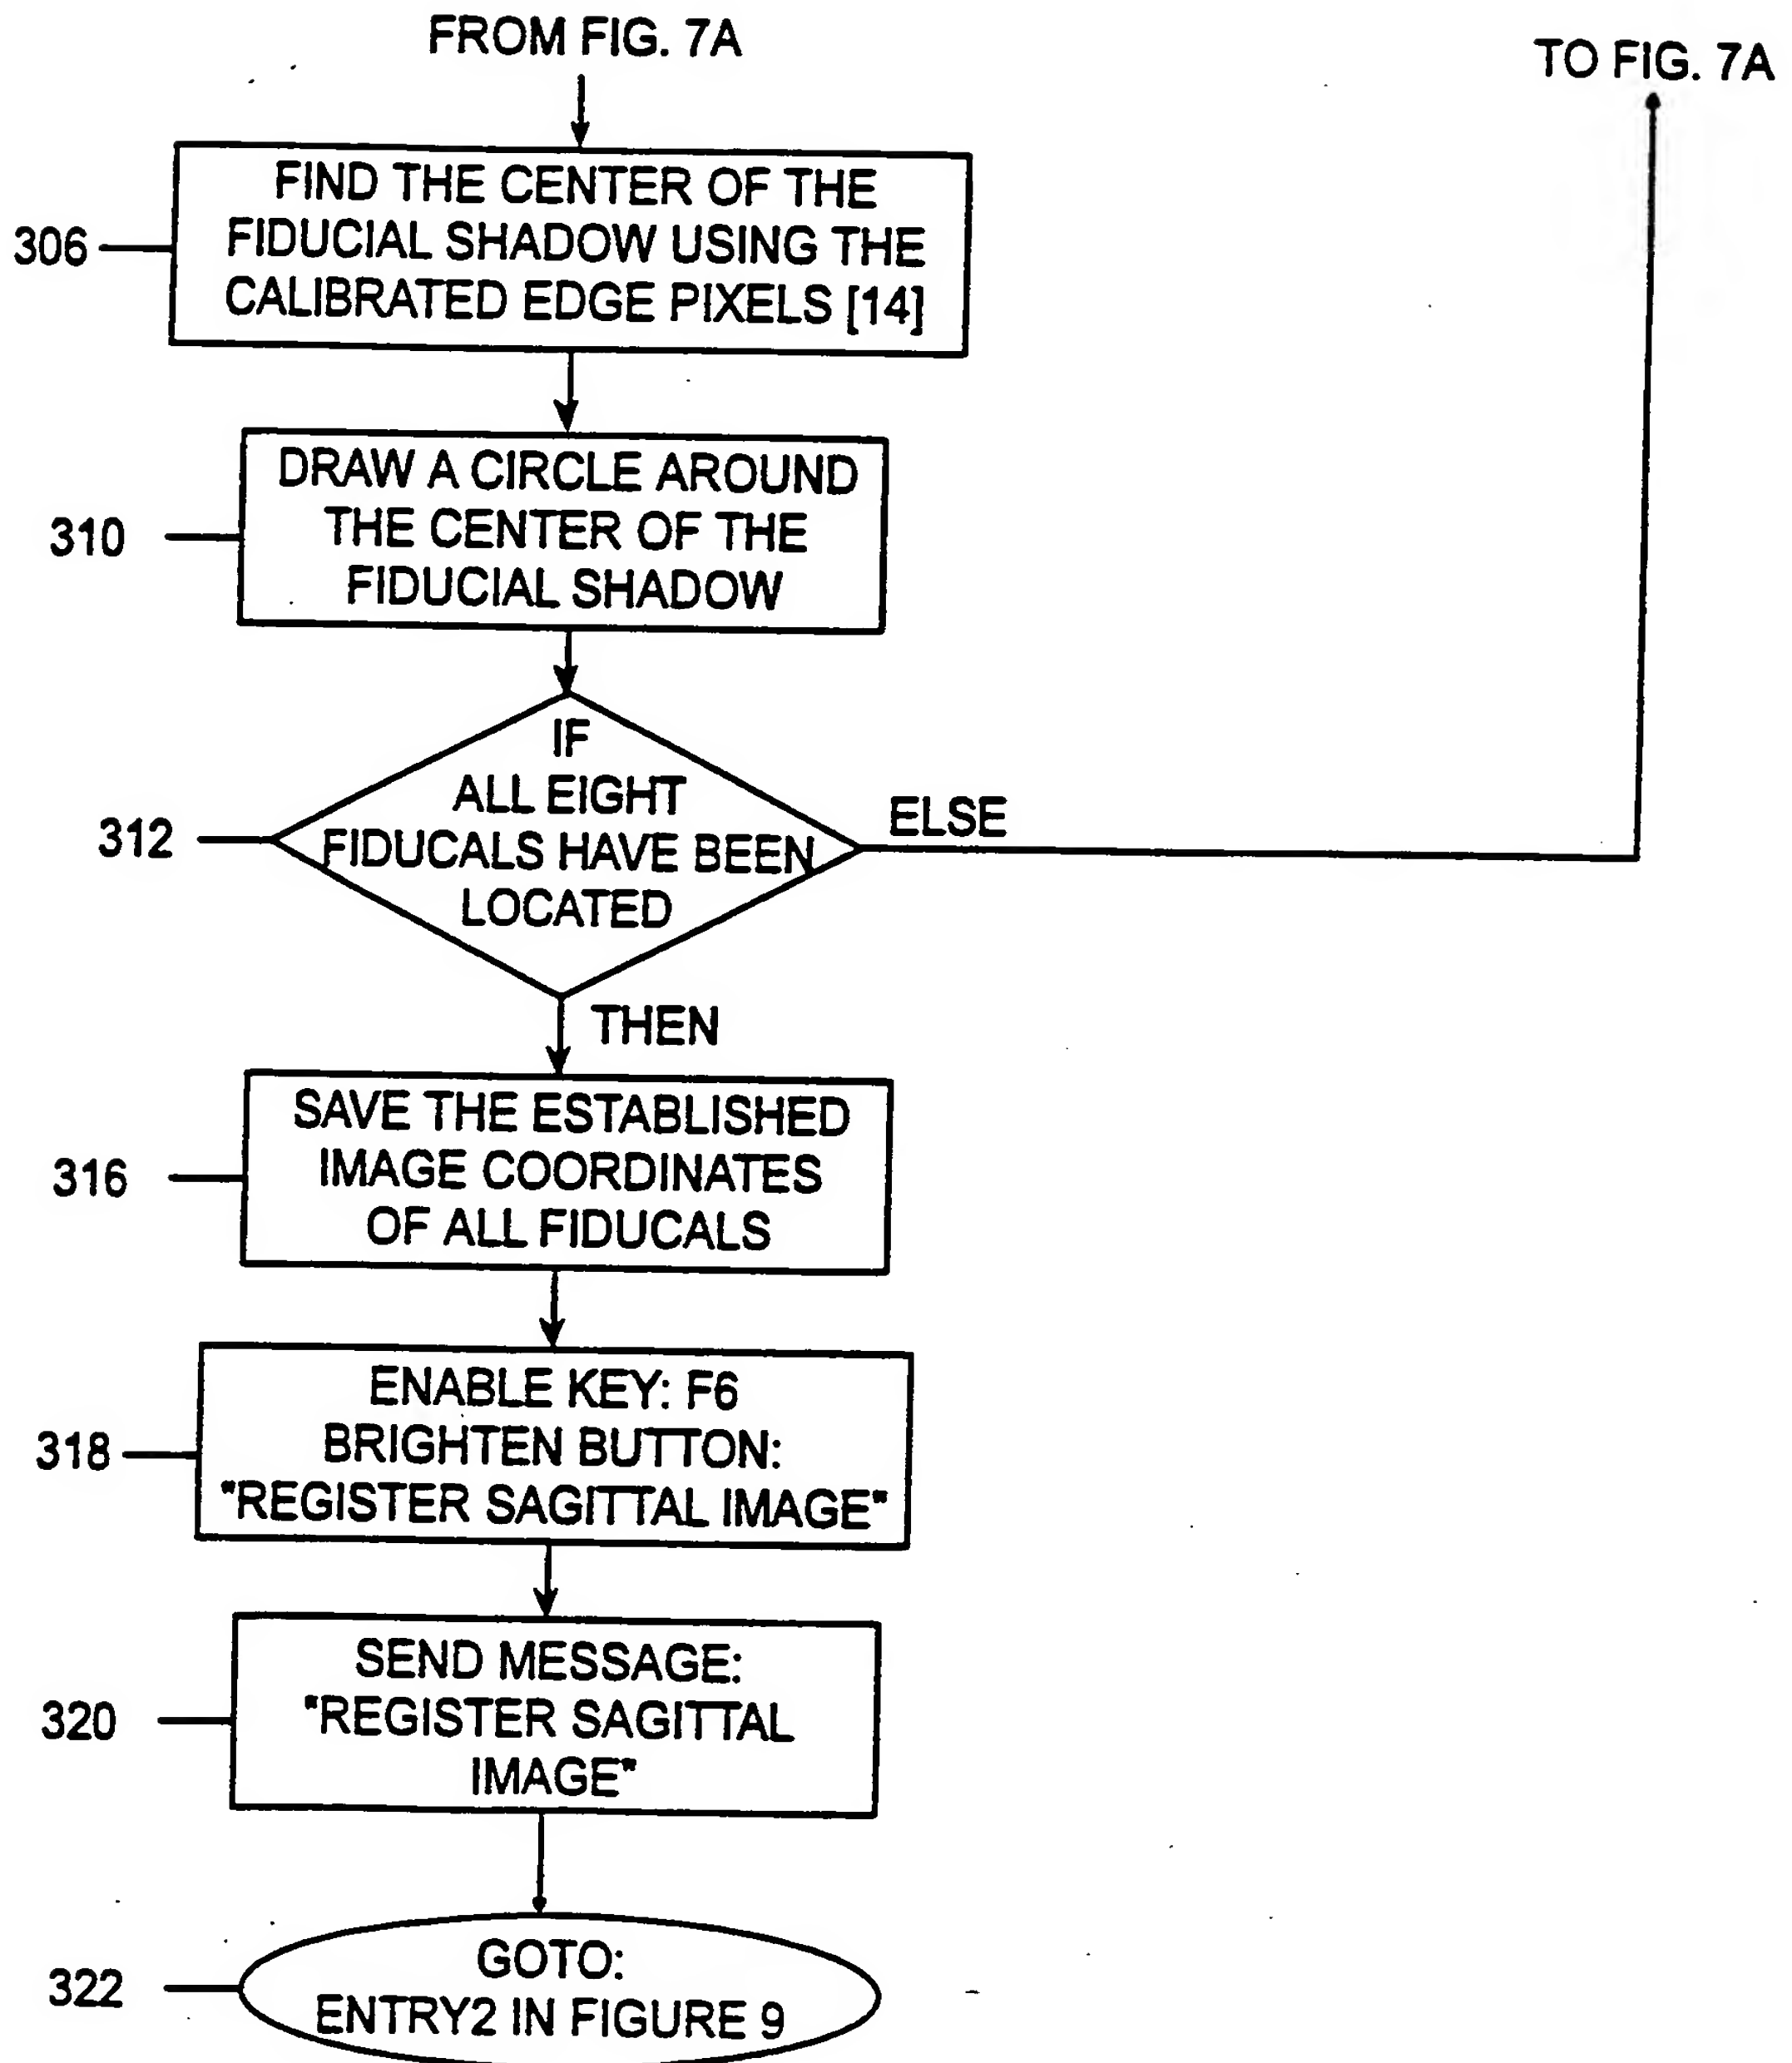 FROM FIG. 7A
TO FIG. 7A
306
FIND THE CENTER OF THE
FIDUCIAL SHADOW USING THE
CALIBRATED EDGE PIXELS [14]
310
DRAW A CIRCLE AROUND
THE CENTER OF THE
FIDUCIAL SHADOW
312
IF
ALL EIGHT
FIDUCALS HAVE BEEN
LOCATED
ELSE
THEN
316
SAVE THE ESTABLISHED
IMAGE COORDINATES
OF ALL FIDUCALS
318
ENABLE KEY: F6
BRIGHTEN BUTTON:
"REGISTER SAGITTAL IMAGE"
320
SEND MESSAGE:
"REGISTER SAGITTAL
IMAGE"
322
GOTO:
ENTRY2 IN FIGURE 9